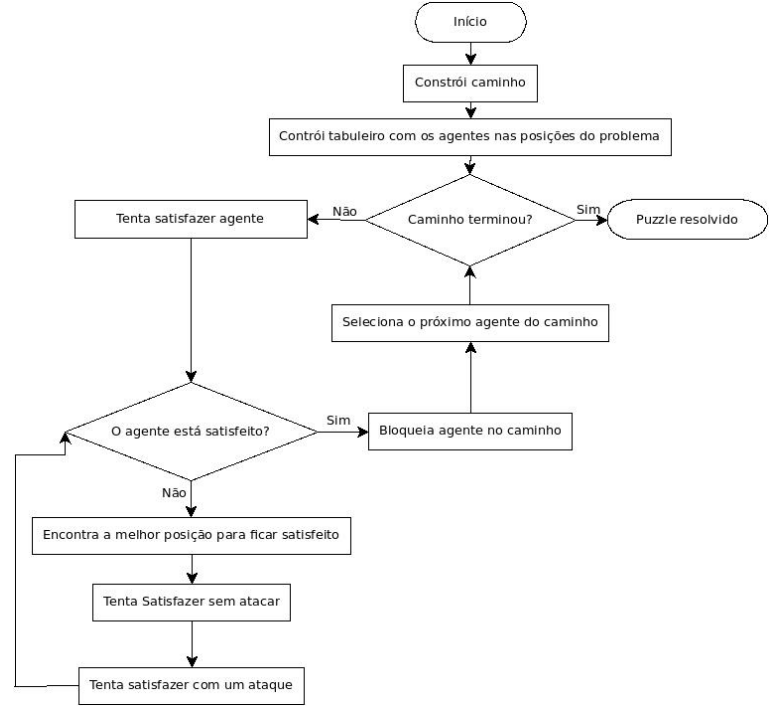 Início
Constrói caminho
Contrói tabuleiro com os agentes nas posições do problema
Caminho terminou?
Não
Sim
Tenta satisfazer agente
Puzzle resolvido
Seleciona o próximo agente do caminho
O agente está satisfeito?
Sim
Bloqueia agente no caminho
Não
Encontra a melhor posição para ficar satisfeito
Tenta Satisfazer sem atacar
Tenta satisfazer com um ataque